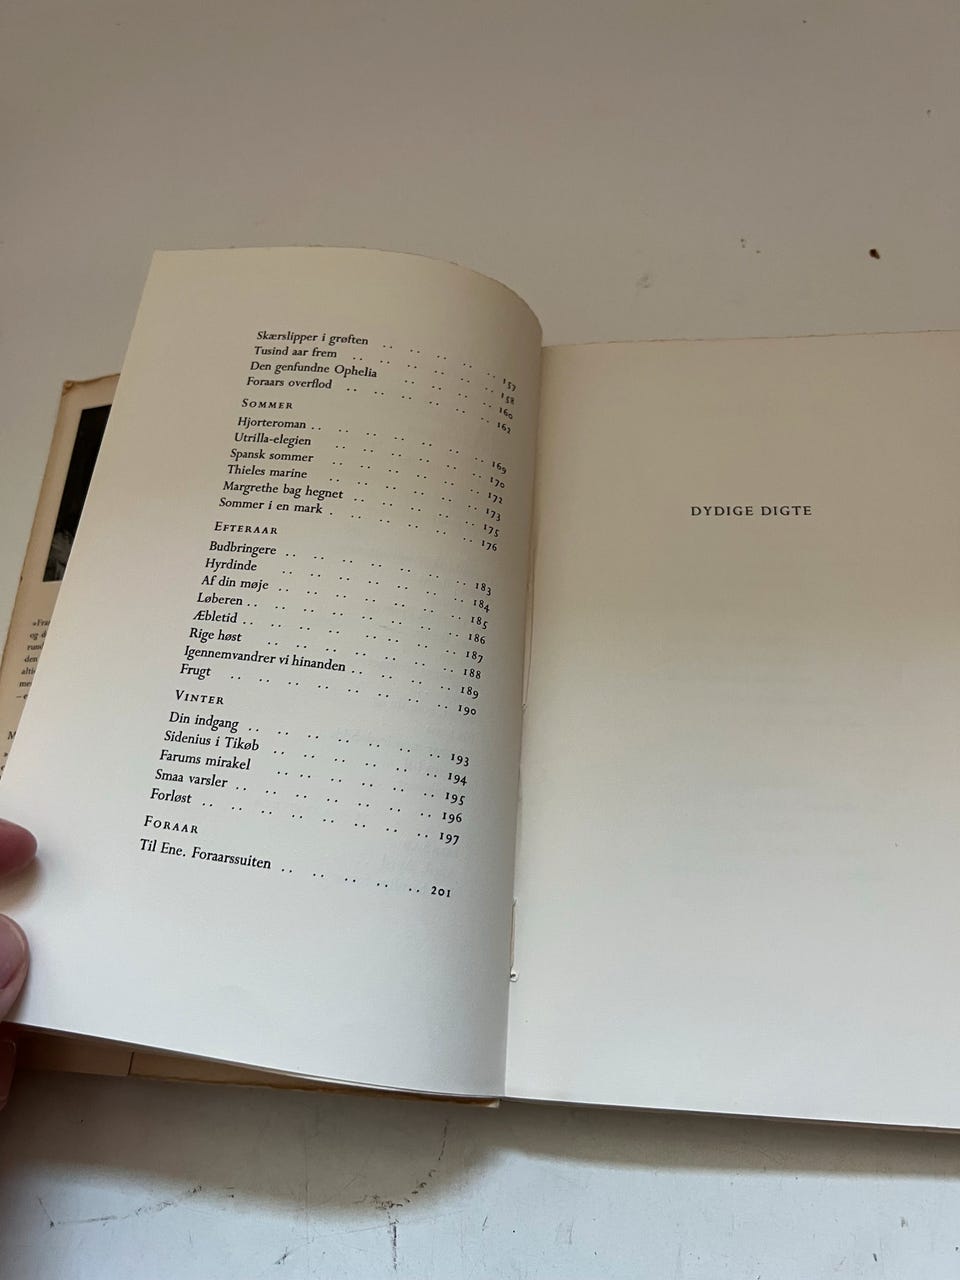 Skærslipper i grøften .. .. .. .. .. 157
Tusind aar frem .. .. .. .. .. .. 158
Den genfundne Ophelia .. .. .. .. 160
Foraars overflod .. .. .. .. .. .. 162
SOMMER
Hjorteroman .. .. .. .. .. .. .. 169
Utrilla-elegien .. .. .. .. .. .. 170
Spansk sommer .. .. .. .. .. .. 172
Thieles marine .. .. .. .. .. .. 173
Margrethe bag hegnet .. .. .. .. .. 175
Sommer i en mark . .. .. .. .. .. 176
EFTERAAR
Budbringere .. .. .. .. .. .. .. 183
Hyrdinde .. .. .. .. .. .. .. 184
Af din møje .. .. .. .. .. .. .. 185
Løberen .. .. .. .. .. .. .. .. 186
Æbletid .. .. .. .. .. .. .. .. 187
Rige høst .. .. .. .. .. .. .. 188
Igennemvandrer vi hinanden .. .. .. .. 189
Frugt .. .. .. .. .. .. .. 190
VINTER
Din indgang .. .. .. .. .. .. .. 193
Sidenius i Tikøb .. .. .. .. .. .. 194
Farums mirakel .. .. .. .. .. .. 195
Smaa varsler .. .. .. .. .. .. .. 196
Forløst .. .. .. .. .. .. .. .. 197
FORAAR
Til Ene. Foraarssuiten .. .. .. .. .. 201
DYDIGE DIGTE